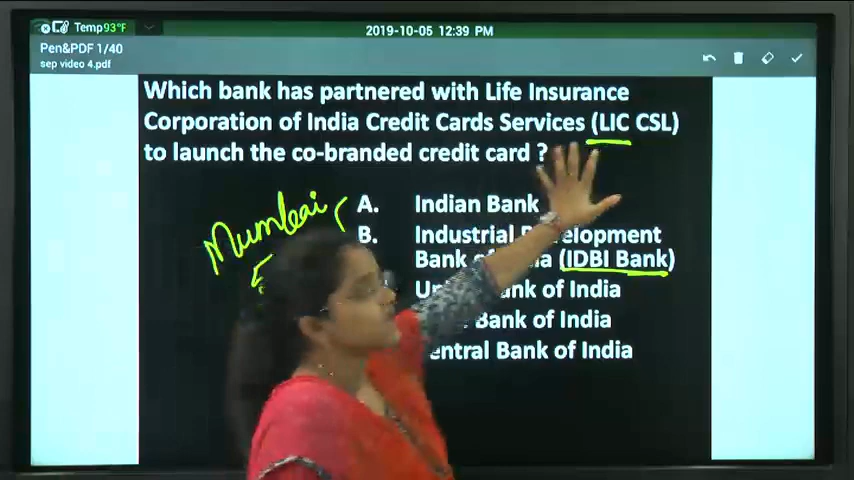 Temp93°F
2019-10-05 12:39 PM
Pen&PDF 1/40
sep video 4.pdf
Which bank has partnered with Life Insurance
Corporation of India Credit Cards Services (LIC CSL)
to launch the co-branded credit card ?
Mumbai
A. Indian Bank
B. Industrial
Bank of (IDBI Bank)
Bank of India
Bank of India
Bank of India